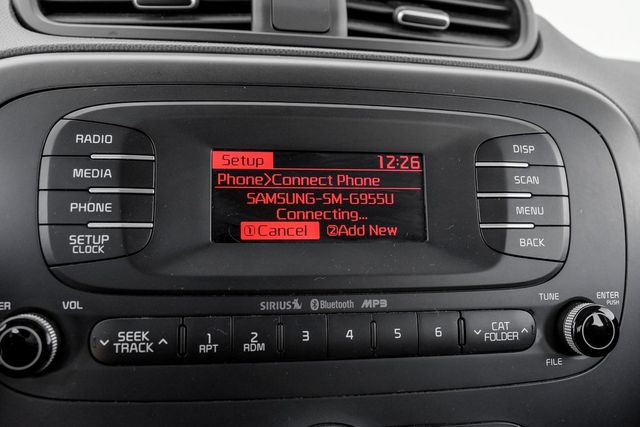 RADIO
MEDIA
PHONE
SETUP
CLOCK
Setup 12:26
Phone>Connect Phone
SAMSUNG-SM-G955U
Connecting...
①Cancel ②Add New
DISP
SCAN
MENU
BACK
VOL
SIRIUS Bluetooth MP3
TUNE
ENTER
PUSH
SEEK
TRACK
1
RPT
2
RDM
3
4
5
6
CAT
FOLDER
FILE